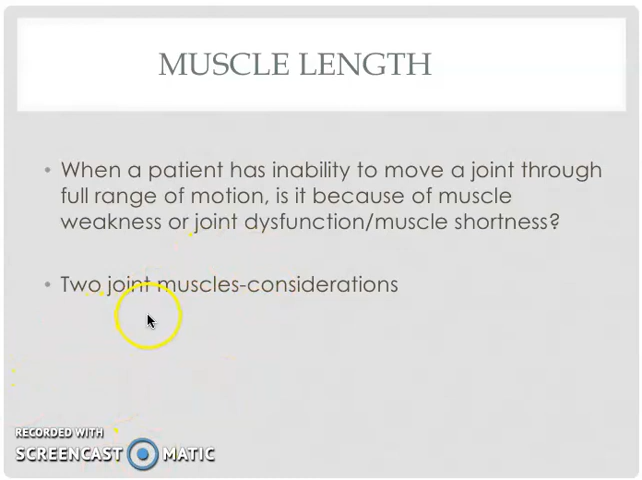 MUSCLE LENGTH
• When a patient has inability to move a joint through
full range of motion, is it because of muscle
weakness or joint dysfunction/muscle shortness?
• Two joint muscles-considerations
RECORDED WITH
SCREENCAST MATIC